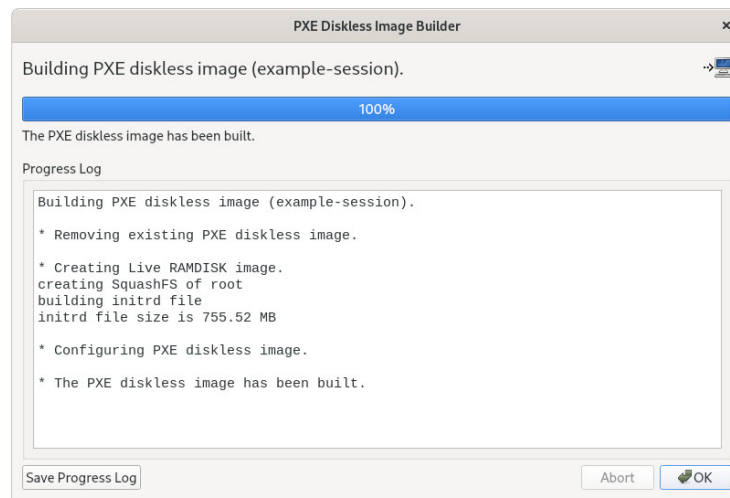 PXE Diskless Image Builder
Building PXE diskless image (example-session).
100%
The PXE diskless image has been built.
Progress Log
Building PXE diskless image (example-session).
* Removing existing PXE diskless image.
* Creating Live RAMDISK image.
creating SquashFS of root
building initrd file
initrd file size is 755.52 MB
* Configuring PXE diskless image.
* The PXE diskless image has been built.
Save Progress Log
Abort
OK